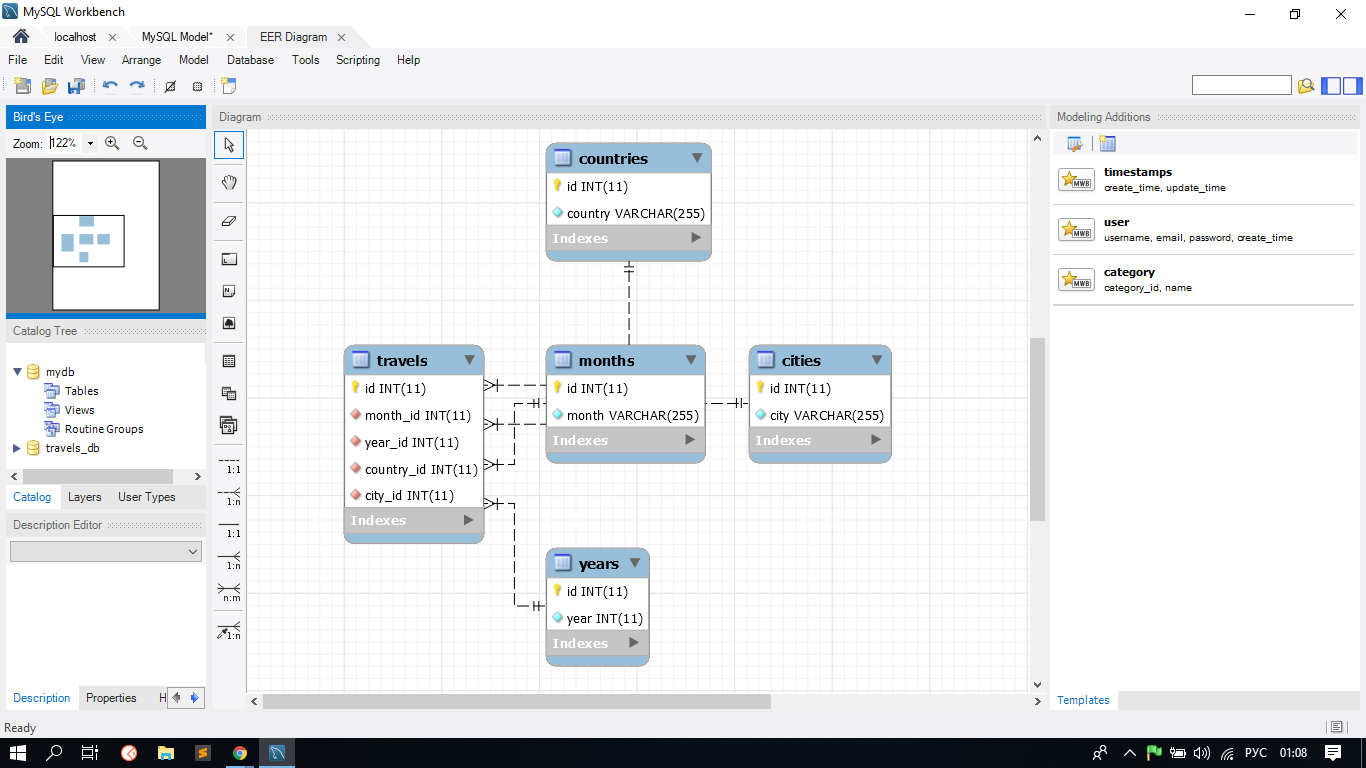 MySQL Workbench
localhost
MySQL Model*
EER Diagram
File Edit View Arrange Model Database Tools Scripting Help
Bird's Eye
Zoom: 122%
Catalog Tree
mydb
Tables
Views
Routine Groups
travels_db
Catalog Layers User Types
Description Editor
Description Properties H
Diagram
1:1
1:n
1:1
1:n
n:m
1:n
countries
id INT(11)
country VARCHAR(255)
Indexes
travels
id INT(11)
month_id INT(11)
year_id INT(11)
country_id INT(11)
city_id INT(11)
Indexes
months
id INT(11)
month VARCHAR(255)
Indexes
cities
id INT(11)
city VARCHAR(255)
Indexes
years
id INT(11)
year INT(11)
Indexes
Modeling Additions
MWB
timestamps
create_time, update_time
MWB
user
username, email, password, create_time
MWB
category
category_id, name
Templates
Ready
РУС 01:08